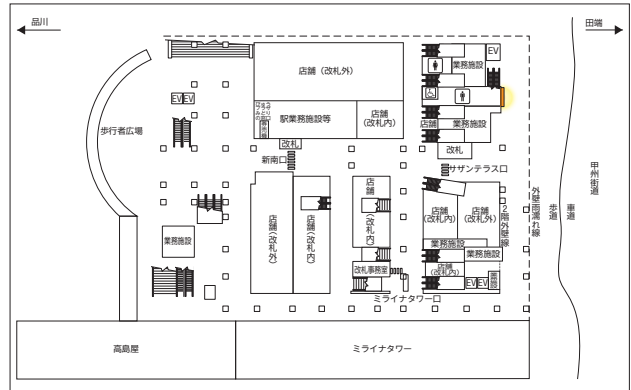 品川
田端
店舗（改札外）
業務施設
EV
EV EV
歩行者広場
駅業務施設等
店舗
（改札内）
店舗
業務施設
改札
改札
新南口
サザンテラス口
甲州街道
車道
歩道
外壁雨濡れ線
2階外壁線
店舗（改札外）
店舗（改札内）
店舗（改札内）
店舗
（改札内）
店舗
（改札外）
業務施設
業務施設
業務施設
店舗
（改札内）
改札事務室
EV EV
ミライナタワー口
高島屋
ミライナタワー